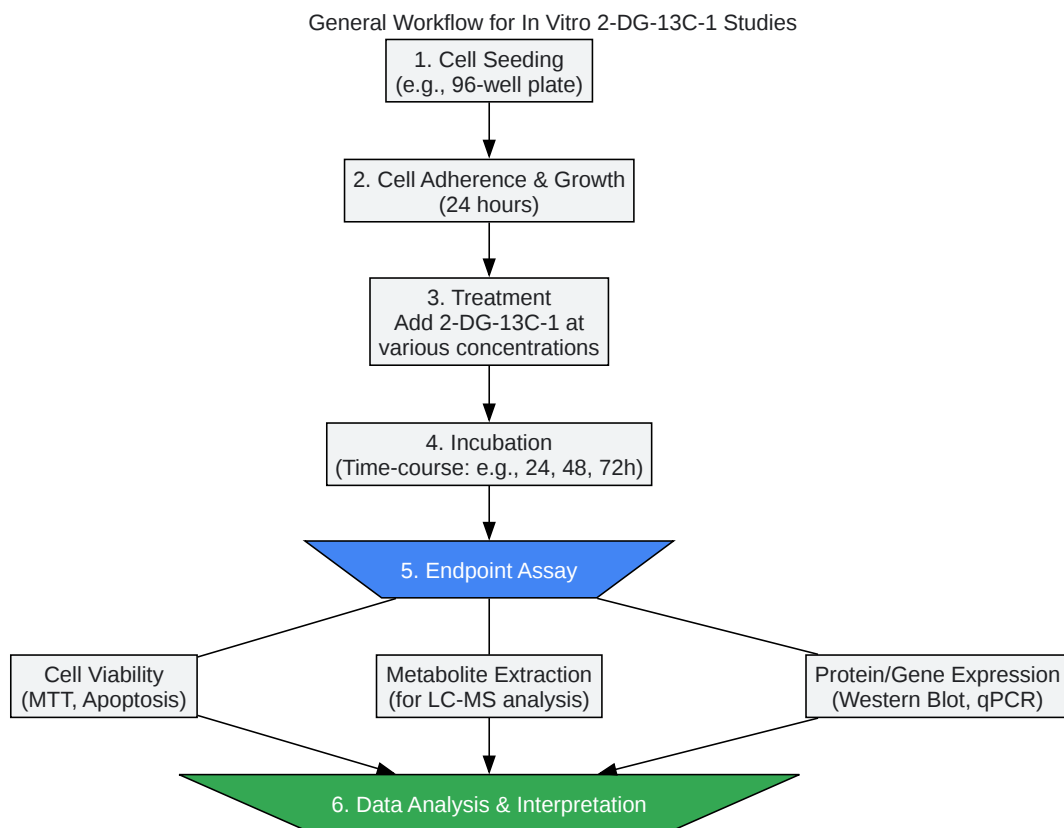 General Workflow for In Vitro 2-DG-13C-1 Studies
1. Cell Seeding
(e.g., 96-well plate)
2. Cell Adherence & Growth
(24 hours)
3. Treatment
Add 2-DG-13C-1 at
various concentrations
4. Incubation
(Time-course: e.g., 24, 48, 72h)
5. Endpoint Assay
Cell Viability
(MTT, Apoptosis)
Metabolite Extraction
(for LC-MS analysis)
Protein/Gene Expression
(Western Blot, qPCR)
6. Data Analysis & Interpretation